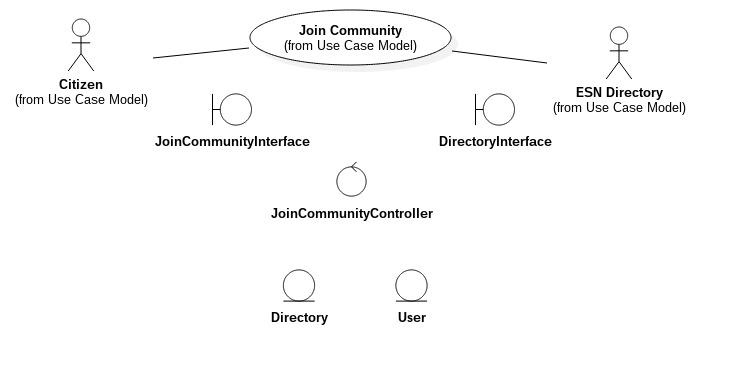 Join Community
(from Use Case Model)
Citizen
(from Use Case Model)
ESN Directory
(from Use Case Model)
JoinCommunityInterface
DirectoryInterface
JoinCommunityController
Directory
User